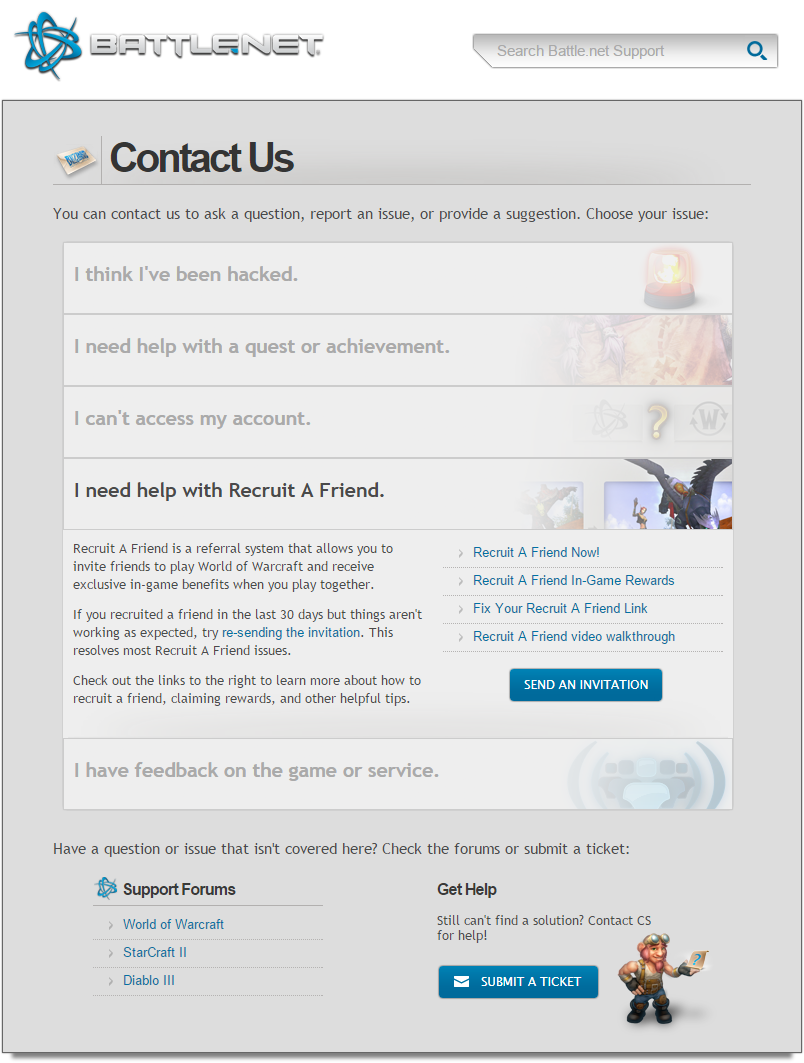 BATTLE.NET
Search Battle.net Support
Contact Us
You can contact us to ask a question, report an issue, or provide a suggestion. Choose your issue:
I think I've been hacked.
I need help with a quest or achievement.
I can't access my account.
I need help with Recruit A Friend.
Recruit A Friend is a referral system that allows you to
invite friends to play World of Warcraft and receive
exclusive in-game benefits when you play together.
If you recruited a friend in the last 30 days but things aren't
working as expected, try re-sending the invitation. This
resolves most Recruit A Friend issues.
Check out the links to the right to learn more about how to
recruit a friend, claiming rewards, and other helpful tips.
Recruit A Friend Now!
Recruit A Friend In-Game Rewards
Fix Your Recruit A Friend Link
Recruit A Friend video walkthrough
SEND AN INVITATION
I have feedback on the game or service.
Have a question or issue that isn't covered here? Check the forums or submit a ticket:
Support Forums
World of Warcraft
StarCraft II
Diablo III
Get Help
Still can't find a solution? Contact CS
for help!
SUBMIT A TICKET